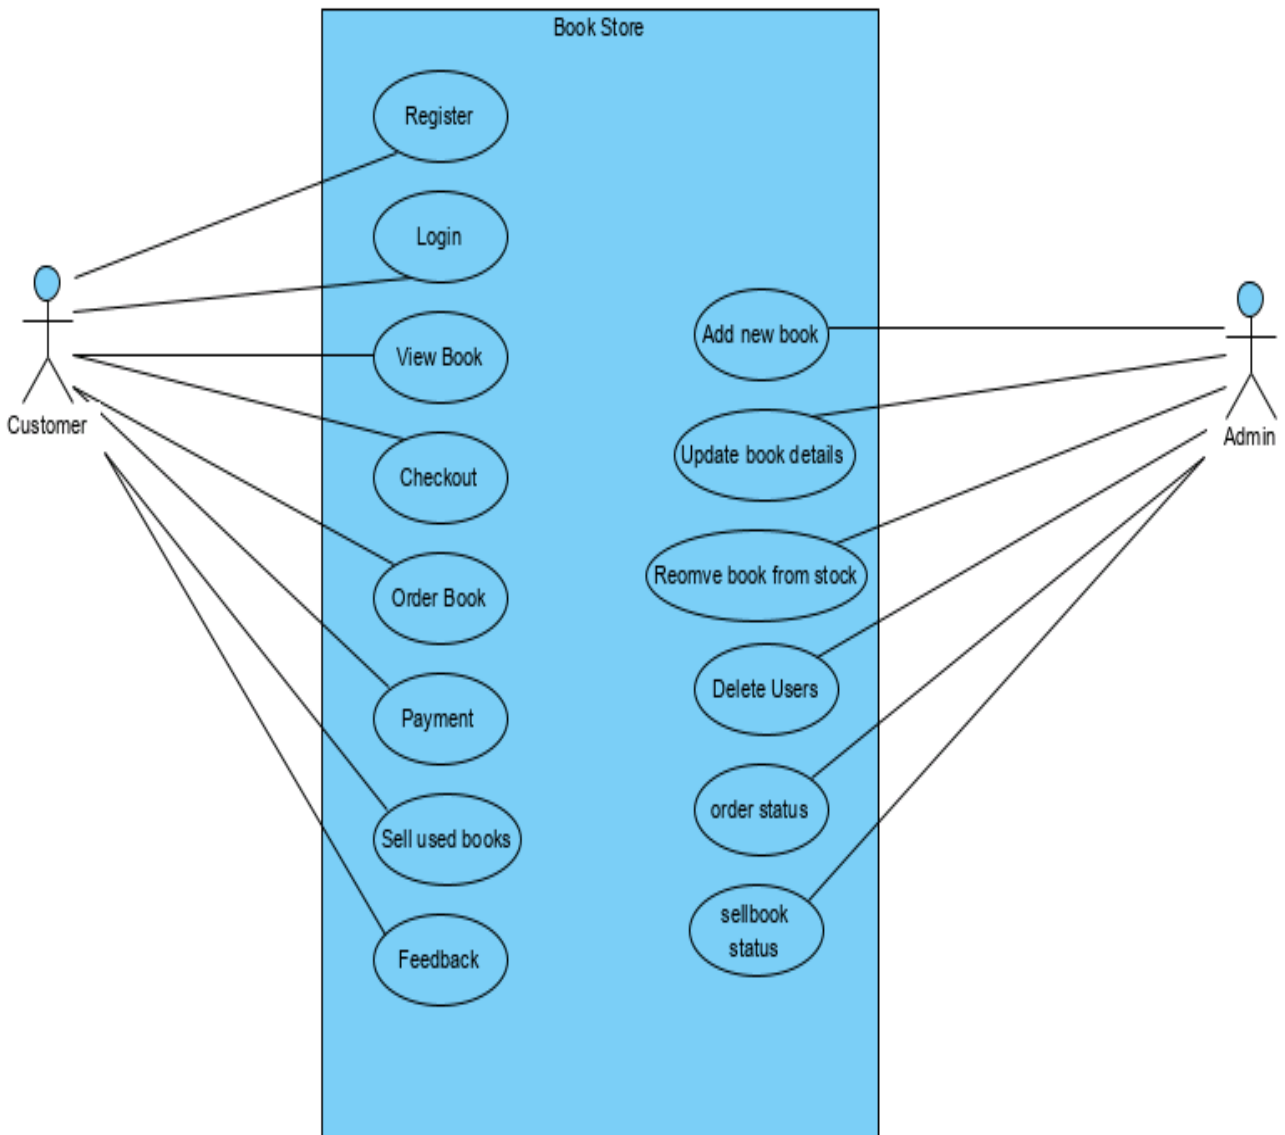 Book Store
Register
Login
View Book
Checkout
Order Book
Payment
Sell used books
Feedback
Customer
Add new book
Update book details
Reomve book from stock
Delete Users
order status
sellbook
status
Admin